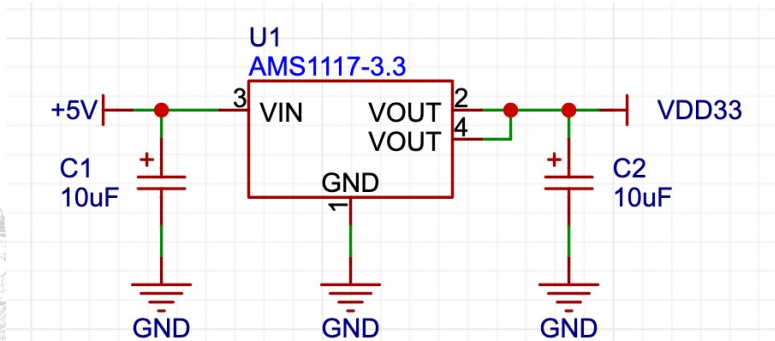 U1
AMS1117-3.3
+5V
3
VIN
VOUT
2
VDD33
VOUT
4
C1
10uF
GND
1
C2
10uF
GND
GND
GND